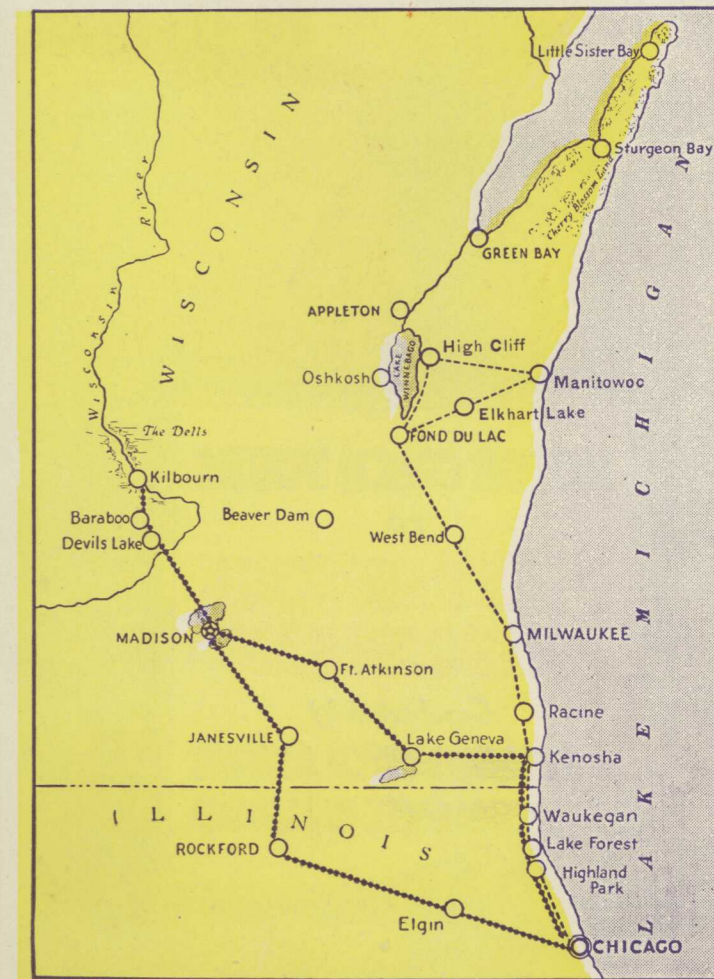 Little Sister Bay
Sturgeon Bay
Cherry Blossom Land
GREEN BAY
WISCONSIN
Wisconsin River
APPLETON
High Cliff
LAKE WINNEBAGO
Oshkosh
Manitowoc
Elkhart Lake
FOND DU LAC
The Dells
Kilbourn
Baraboo
Devils Lake
Beaver Dam
West Bend
MADISON
MILWAUKEE
Ft. Atkinson
Racine
JANESVILLE
Lake Geneva
Kenosha
ILLINOIS
Waukegan
ROCKFORD
Lake Forest
Highland
Park
Elgin
CHICAGO
LAKE MICHIGAN